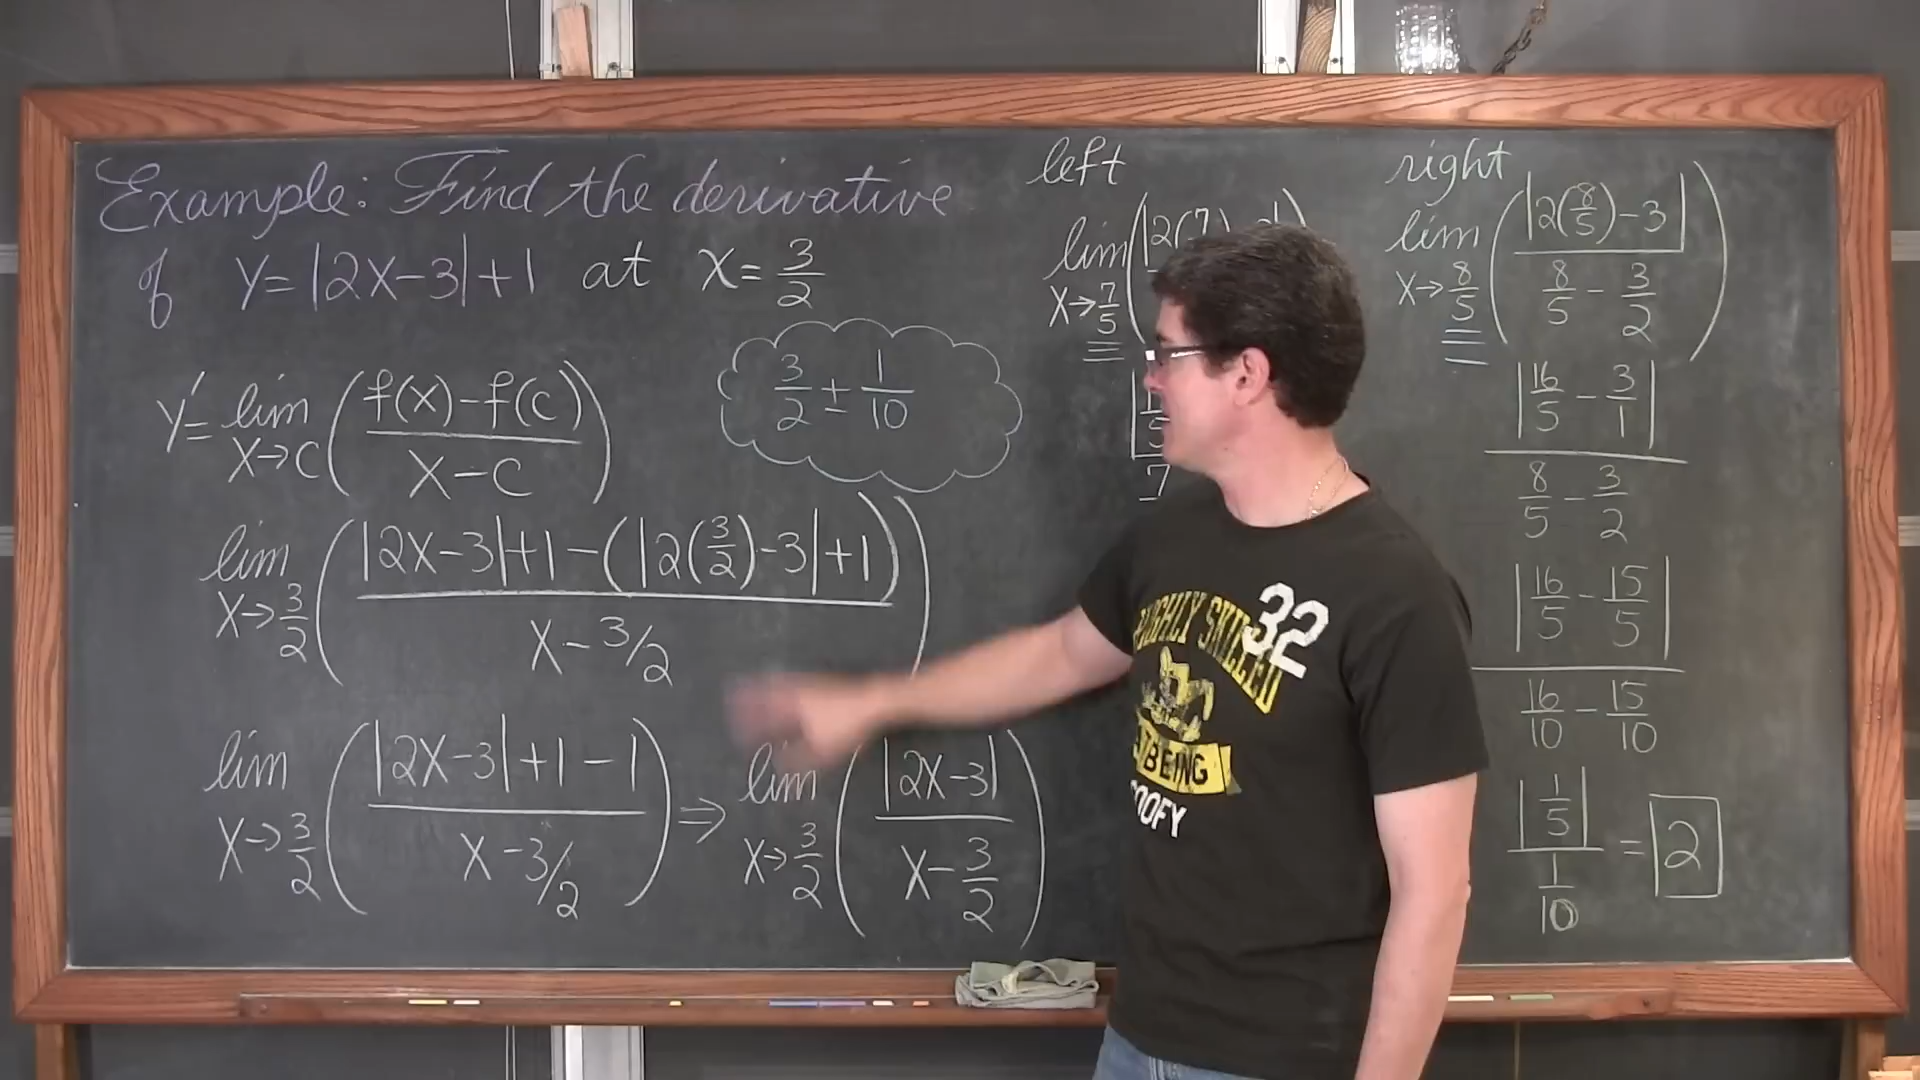 Example: Find the derivative
of y=|2x-3|+1 at x=3/2
y'= lim x→c ( (f(x)-f(c)) / (x-c) )
3/2 ± 1/10
lim x→3/2 ( (|2x-3|+1-(|2(3/2)-3|+1)) / (x-3/2) )
lim x→3/2 ( (|2x-3|+1-1) / (x-3/2) ) ⇒ lim x→3/2 ( |2x-3| / (x-3/2) )
left
lim x→7/5 ( |2(7
7
right
lim x→8/5 ( |2(8/5)-3| / (8/5 - 3/2) )
|16/5 - 3/1| / (8/5 - 3/2)
|16/5 - 15/5| / (16/10 - 15/10)
|1/5| / (1/10) = 2
32
SKILLED
BEING
OOFY